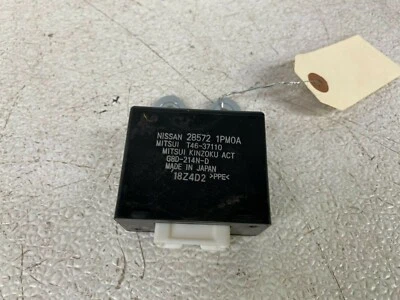 NISSAN 28572 1PM0A
MITSUI T46-37110
MITSUI KINZOKU ACT
GBD-214N-D
MADE IN JAPAN
18Z4D2 >PPE<